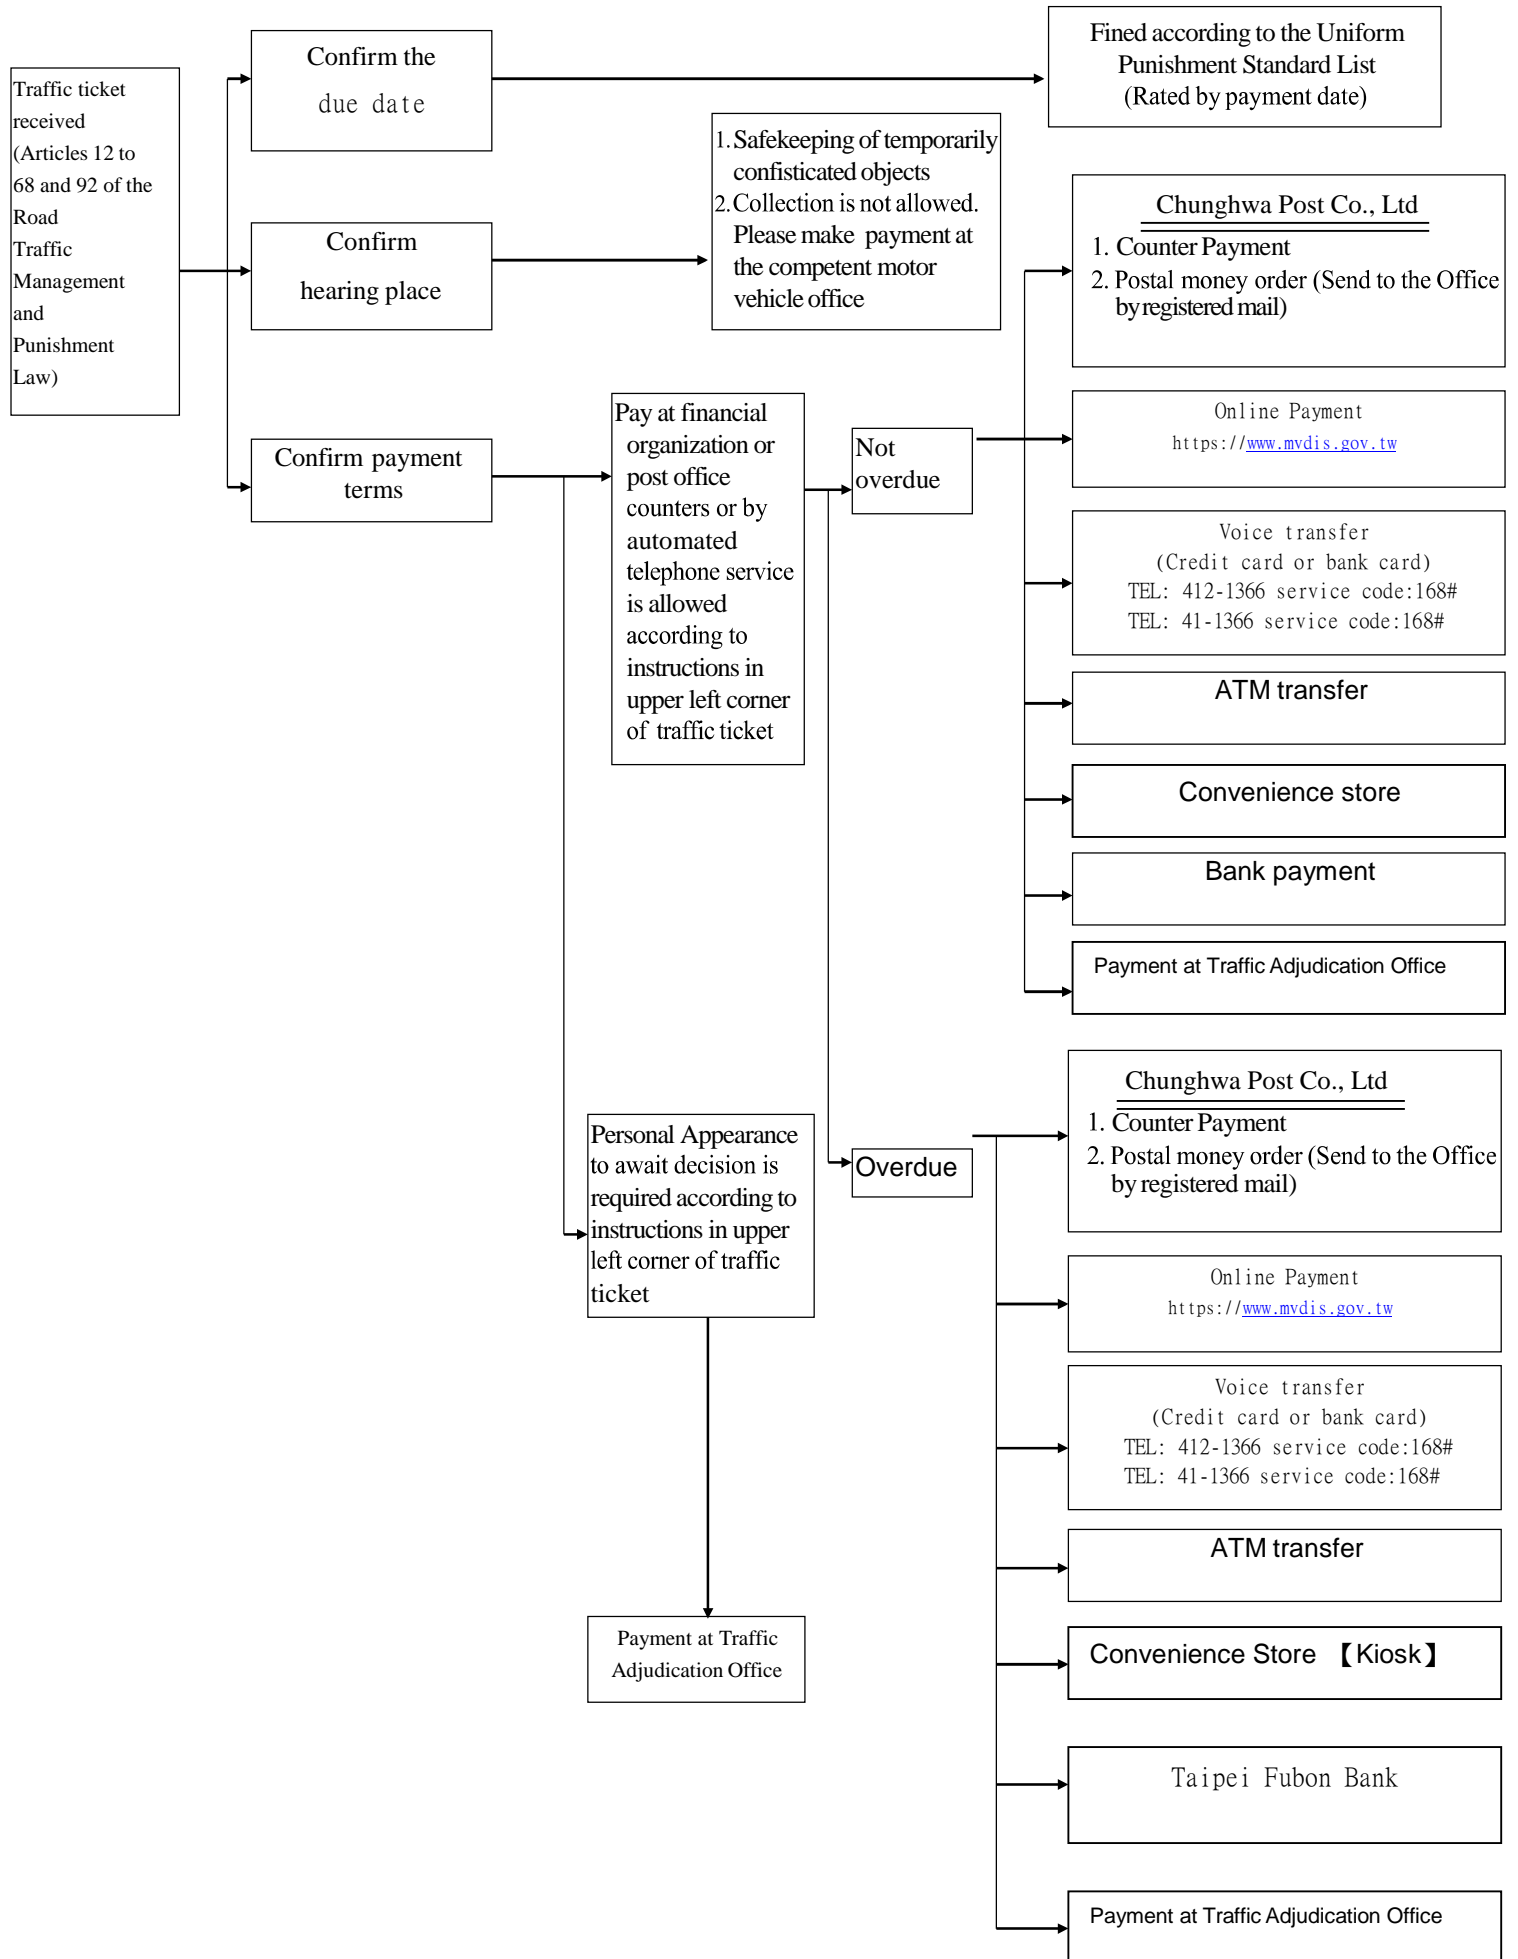 Traffic ticket
received
(Articles 12 to
68 and 92 of the
Road
Traffic
Management
and
Punishment
Law)
Confirm the
due date
Fined according to the Uniform
Punishment Standard List
(Rated by payment date)
Confirm
hearing place
1. Safekeeping of temporarily
confisticated objects
2. Collection is not allowed.
Please make payment at
the competent motor
vehicle office
Confirm payment
terms
Pay at financial
organization or
post office
counters or by
automated
telephone service
is allowed
according to
instructions in
upper left corner
of traffic ticket
Not
overdue
Chunghwa Post Co., Ltd
1. Counter Payment
2. Postal money order (Send to the Office
by registered mail)
Online Payment
https://www.mvdis.gov.tw
Voice transfer
(Credit card or bank card)
TEL: 412-1366 service code:168#
TEL: 41-1366 service code:168#
ATM transfer
Convenience store
Bank payment
Payment at Traffic Adjudication Office
Personal Appearance
to await decision is
required according to
instructions in upper
left corner of traffic
ticket
Payment at Traffic
Adjudication Office
Overdue
Chunghwa Post Co., Ltd
1. Counter Payment
2. Postal money order (Send to the Office
by registered mail)
Online Payment
https://www.mvdis.gov.tw
Voice transfer
(Credit card or bank card)
TEL: 412-1366 service code:168#
TEL: 41-1366 service code:168#
ATM transfer
Convenience Store 【Kiosk】
Taipei Fubon Bank
Payment at Traffic Adjudication Office